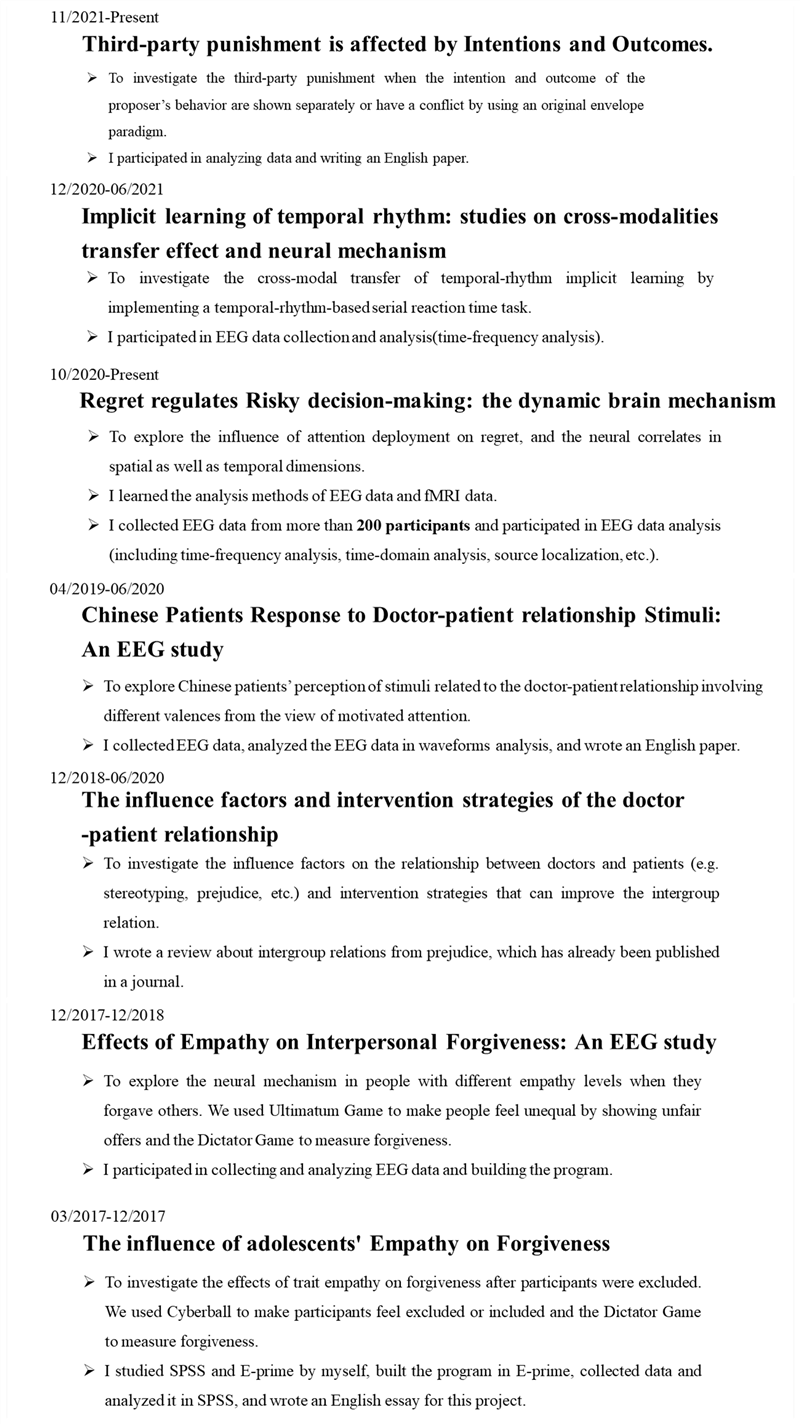 11/2021-Present
Third-party punishment is affected by Intentions and Outcomes.
➢ To investigate the third-party punishment when the intention and outcome of the
proposer's behavior are shown separately or have a conflict by using an original envelope
paradigm.
➢ I participated in analyzing data and writing an English paper.
12/2020-06/2021
Implicit learning of temporal rhythm: studies on cross-modalities
transfer effect and neural mechanism
➢ To investigate the cross-modal transfer of temporal-rhythm implicit learning by
implementing a temporal-rhythm-based serial reaction time task.
➢ I participated in EEG data collection and analysis(time-frequency analysis).
10/2020-Present
Regret regulates Risky decision-making: the dynamic brain mechanism
➢ To explore the influence of attention deployment on regret, and the neural correlates in
spatial as well as temporal dimensions.
➢ I learned the analysis methods of EEG data and fMRI data.
➢ I collected EEG data from more than 200 participants and participated in EEG data analysis
(including time-frequency analysis, time-domain analysis, source localization, etc.).
04/2019-06/2020
Chinese Patients Response to Doctor-patient relationship Stimuli:
An EEG study
➢ To explore Chinese patients' perception of stimuli related to the doctor-patient relationship involving
different valences from the view of motivated attention.
➢ I collected EEG data, analyzed the EEG data in waveforms analysis, and wrote an English paper.
12/2018-06/2020
The influence factors and intervention strategies of the doctor
-patient relationship
➢ To investigate the influence factors on the relationship between doctors and patients (e.g.
stereotyping, prejudice, etc.) and intervention strategies that can improve the intergroup
relation.
➢ I wrote a review about intergroup relations from prejudice, which has already been published
in a journal.
12/2017-12/2018
Effects of Empathy on Interpersonal Forgiveness: An EEG study
➢ To explore the neural mechanism in people with different empathy levels when they
forgave others. We used Ultimatum Game to make people feel unequal by showing unfair
offers and the Dictator Game to measure forgiveness.
➢ I participated in collecting and analyzing EEG data and building the program.
03/2017-12/2017
The influence of adolescents' Empathy on Forgiveness
➢ To investigate the effects of trait empathy on forgiveness after participants were excluded.
We used Cyberball to make participants feel excluded or included and the Dictator Game
to measure forgiveness.
➢ I studied SPSS and E-prime by myself, built the program in E-prime, collected data and
analyzed it in SPSS, and wrote an English essay for this project.